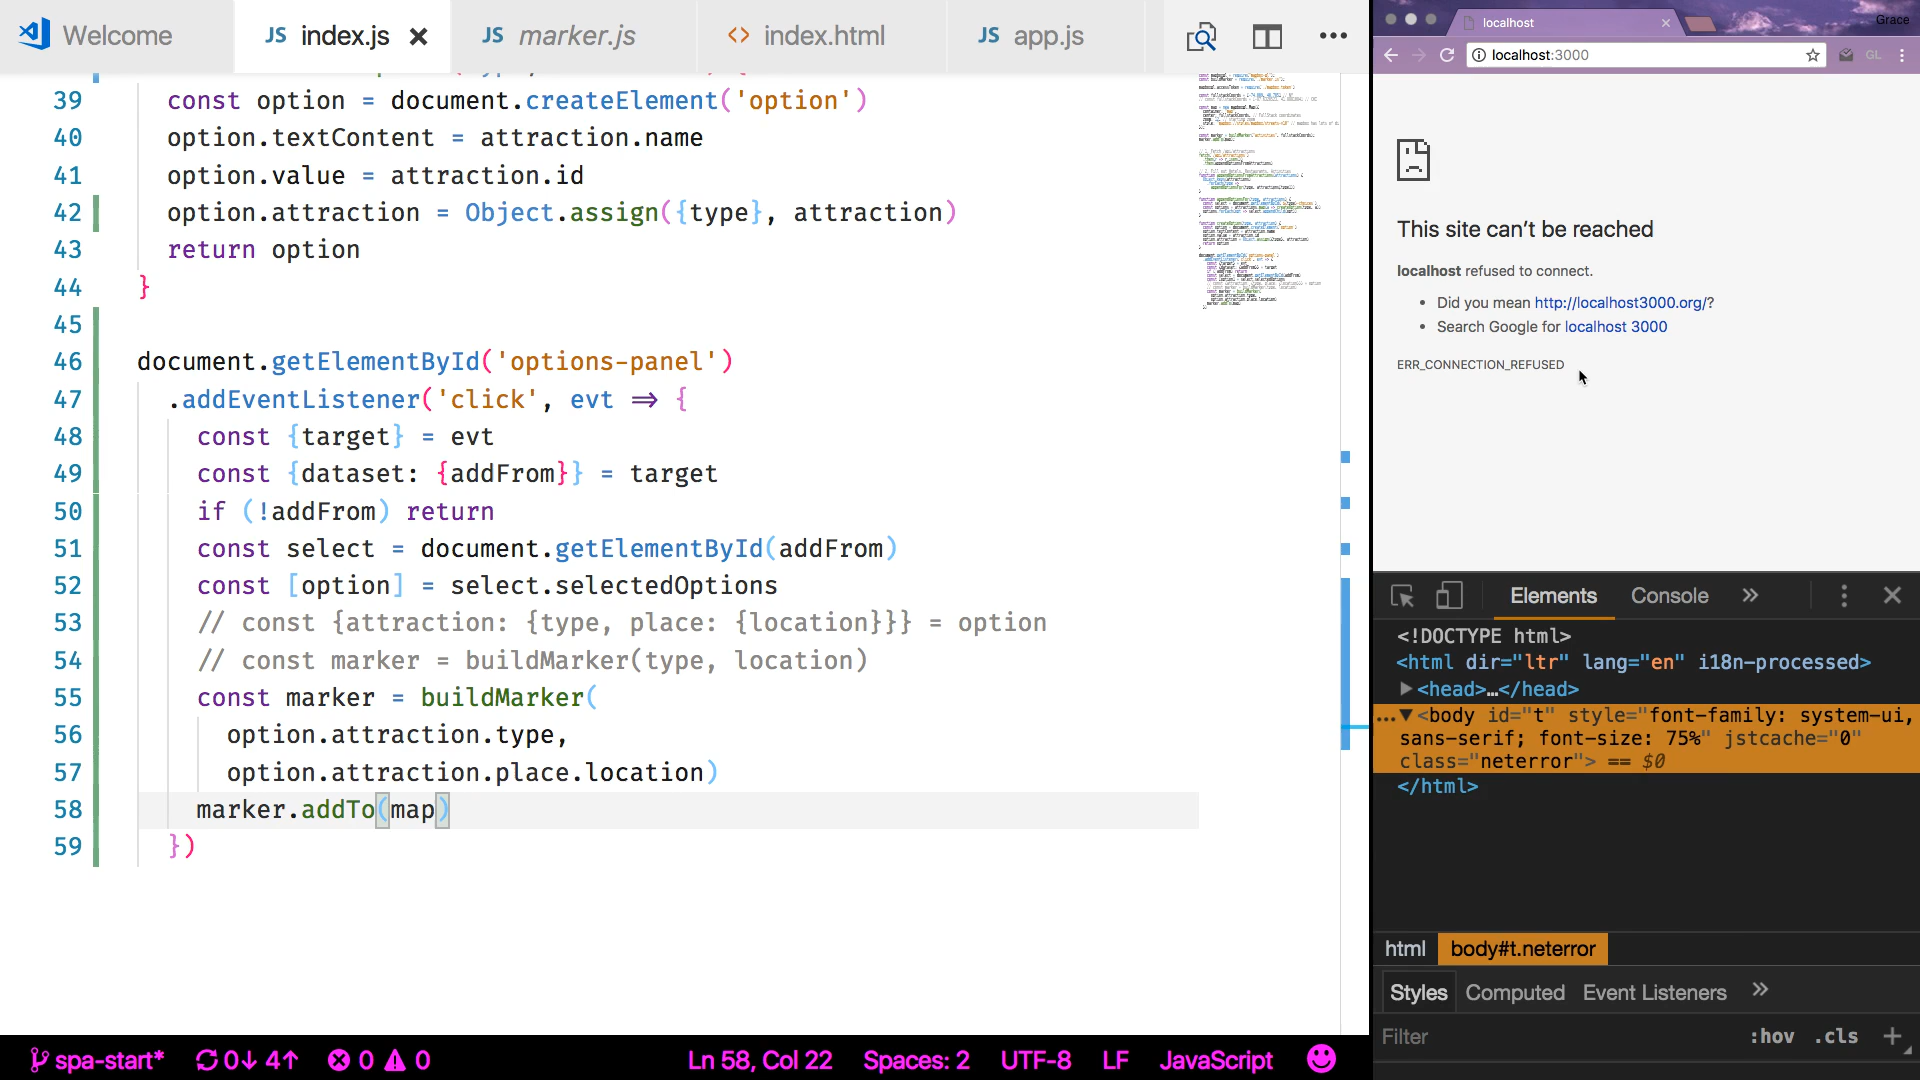 Welcome
JS index.js ×
JS marker.js
<> index.html
JS app.js
39 const option = document.createElement('option')
40 option.textContent = attraction.name
41 option.value = attraction.id
42 option.attraction = Object.assign({type}, attraction)
43 return option
44 }
45
46 document.getElementById('options-panel')
47 .addEventListener('click', evt ⇒ {
48 const {target} = evt
49 const {dataset: {addFrom}} = target
50 if (!addFrom) return
51 const select = document.getElementById(addFrom)
52 const [option] = select.selectedOptions
53 // const {attraction: {type, place: {location}}} = option
54 // const marker = buildMarker(type, location)
55 const marker = buildMarker(
56 option.attraction.type,
57 option.attraction.place.location)
58 marker.addTo(map)
59 })
spa-start* 0↓ 4↑ 0 0 Ln 58, Col 22 Spaces: 2 UTF-8 LF JavaScript
localhost ×
Grace
localhost:3000
GL
This site can’t be reached
localhost refused to connect.
• Did you mean http://localhost3000.org/?
• Search Google for localhost 3000
ERR_CONNECTION_REFUSED
Elements Console »
<!DOCTYPE html>
<html dir="ltr" lang="en" i18n-processed>
▶<head>…</head>
…▼<body id="t" style="font-family: system-ui,
sans-serif; font-size: 75%" jstcache="0"
class="neterror"> == $0
</html>
html body#t.neterror
Styles Computed Event Listeners »
Filter :hov .cls +